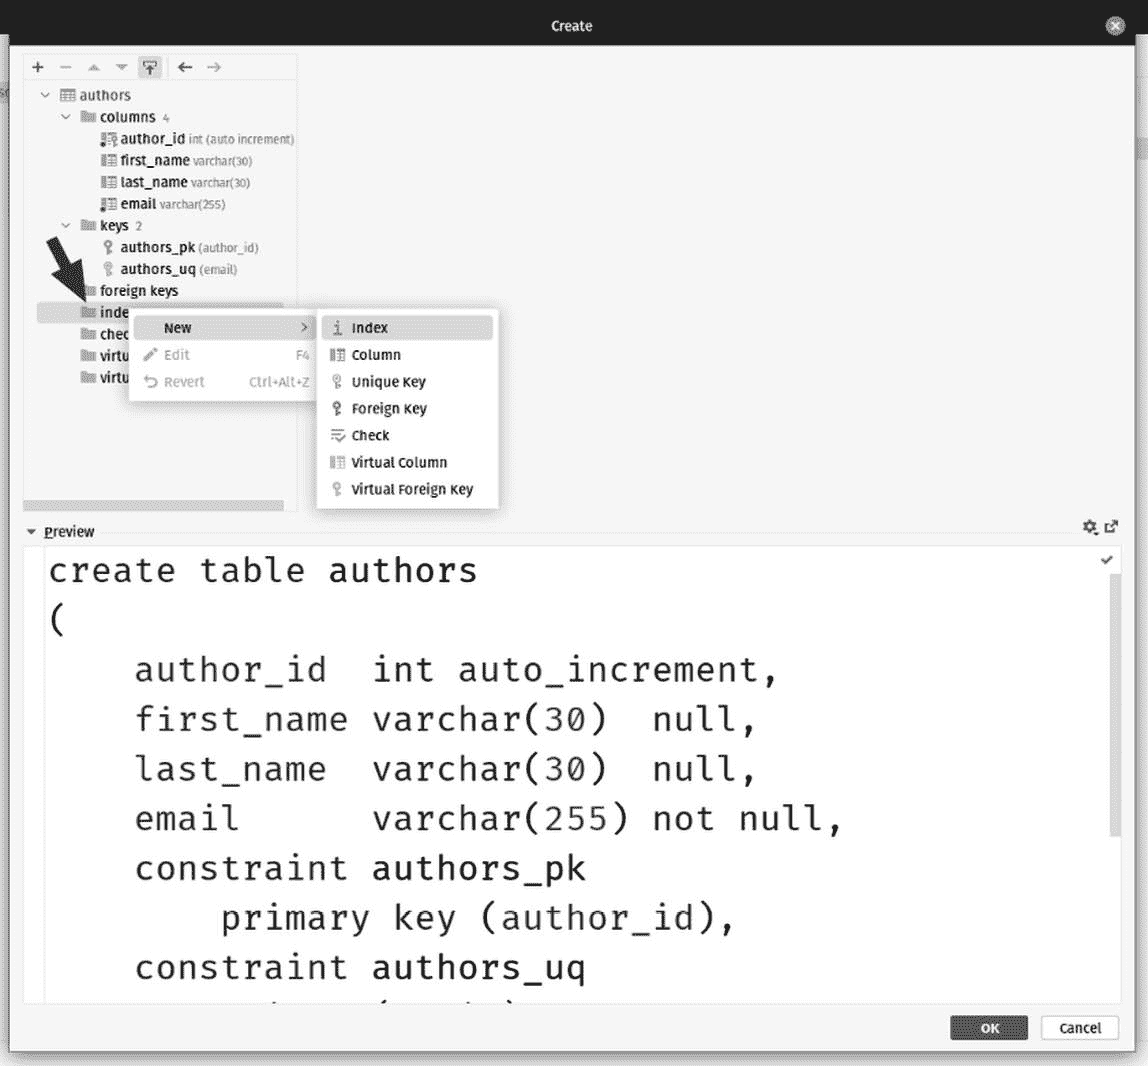 Create
authors
columns 4
author_id int (auto increment)
first_name varchar(30)
last_name varchar(30)
email varchar(255)
keys 2
authors_pk (author_id)
authors_uq (email)
foreign keys
inde
chec
virtu
virtu
New
Edit F4
Revert Ctrl+Alt+Z
Index
Column
Unique Key
Foreign Key
Check
Virtual Column
Virtual Foreign Key
Preview
create table authors
(
author_id int auto_increment,
first_name varchar(30) null,
last_name varchar(30) null,
email varchar(255) not null,
constraint authors_pk
primary key (author_id),
constraint authors_uq
OK Cancel